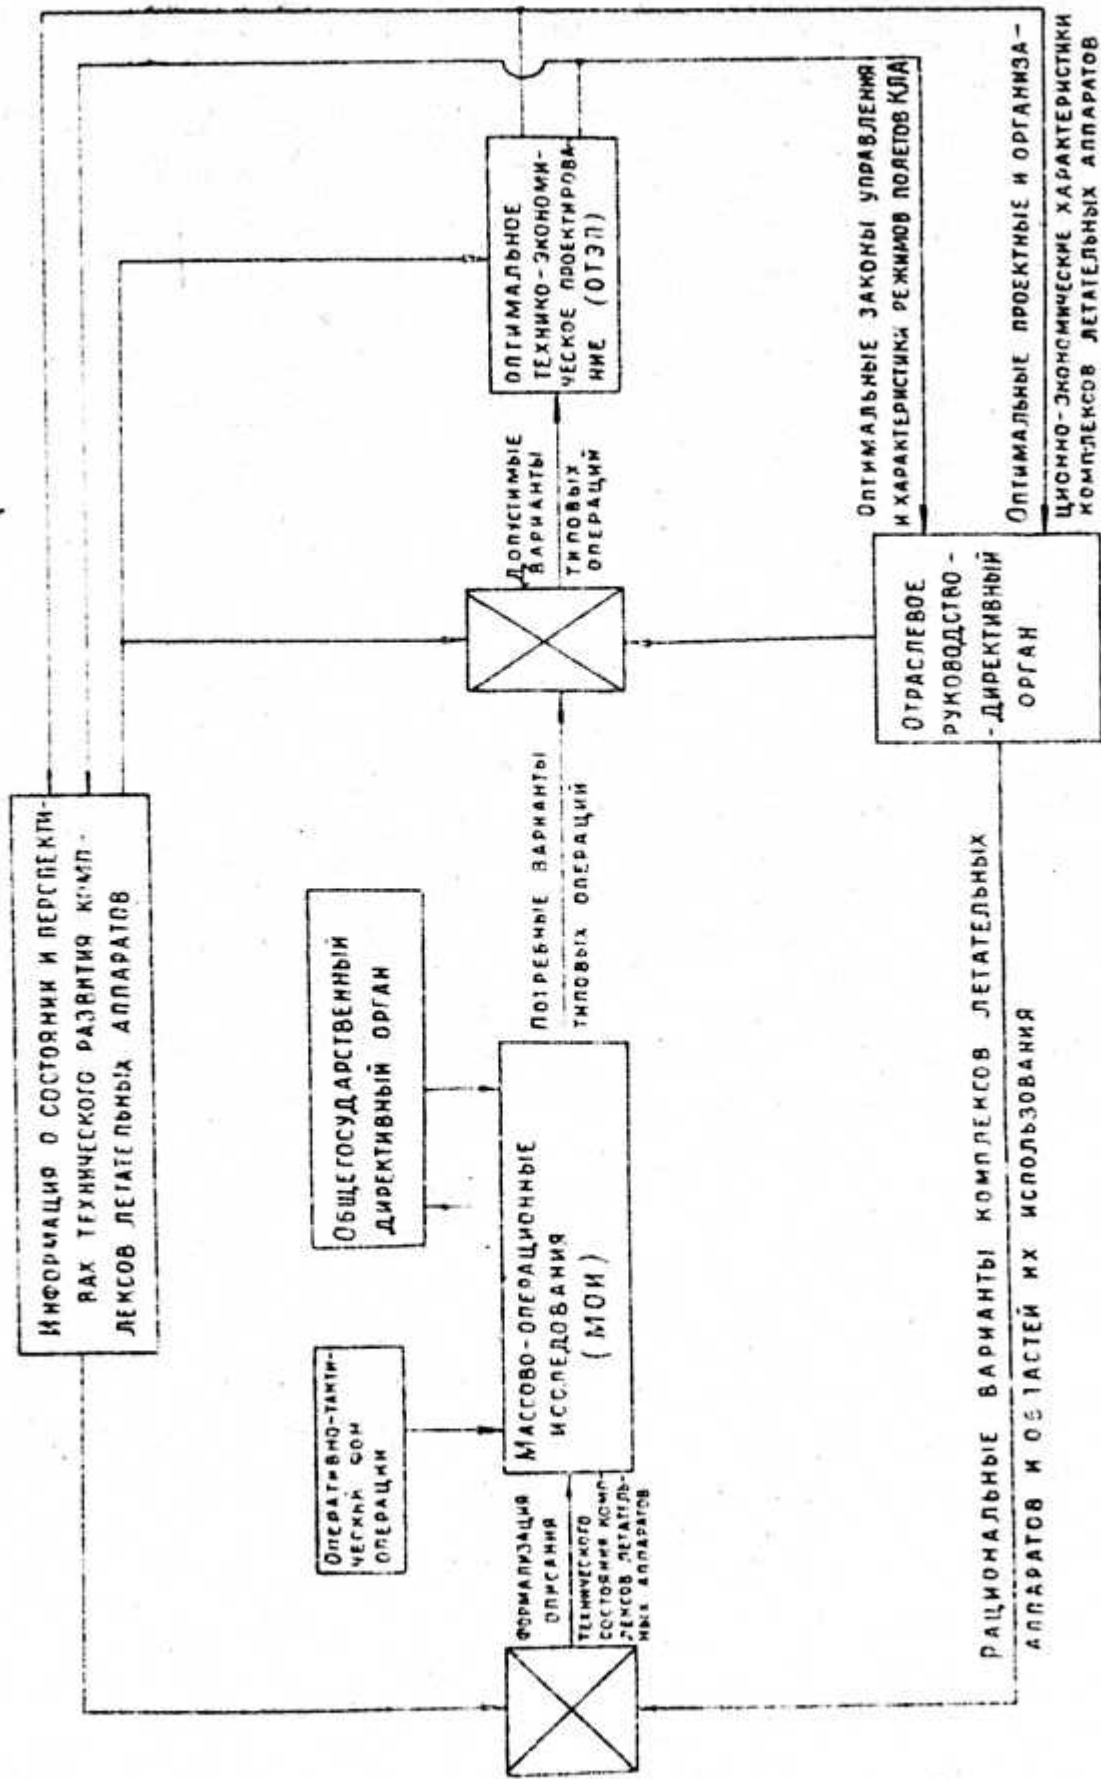 Информация о состоянии и перспекти-
вах технического развития комп-
лексов летательных аппаратов
Оперативно-такти-
ческий фон
операции
Общегосударственный
директивный орган
формализация
описания
технического
состояния комп-
лексов летатель-
ных аппаратов
Массово-операционные
исследования
(МОИ)
Потребные варианты
типовых операций
Допустимые
варианты
типовых
операций
Оптимальное
технико-экономи-
ческое проектирова-
ние (ОТЭП)
Отраслевое
руководство-
-директивный
орган
Оптимальные законы управления
и характеристики режимов полетов КЛА
Оптимальные проектные и организа-
ционно-экономические характеристики
комплексов летательных аппаратов
Рациональные варианты комплексов летательных
аппаратов и областей их использования